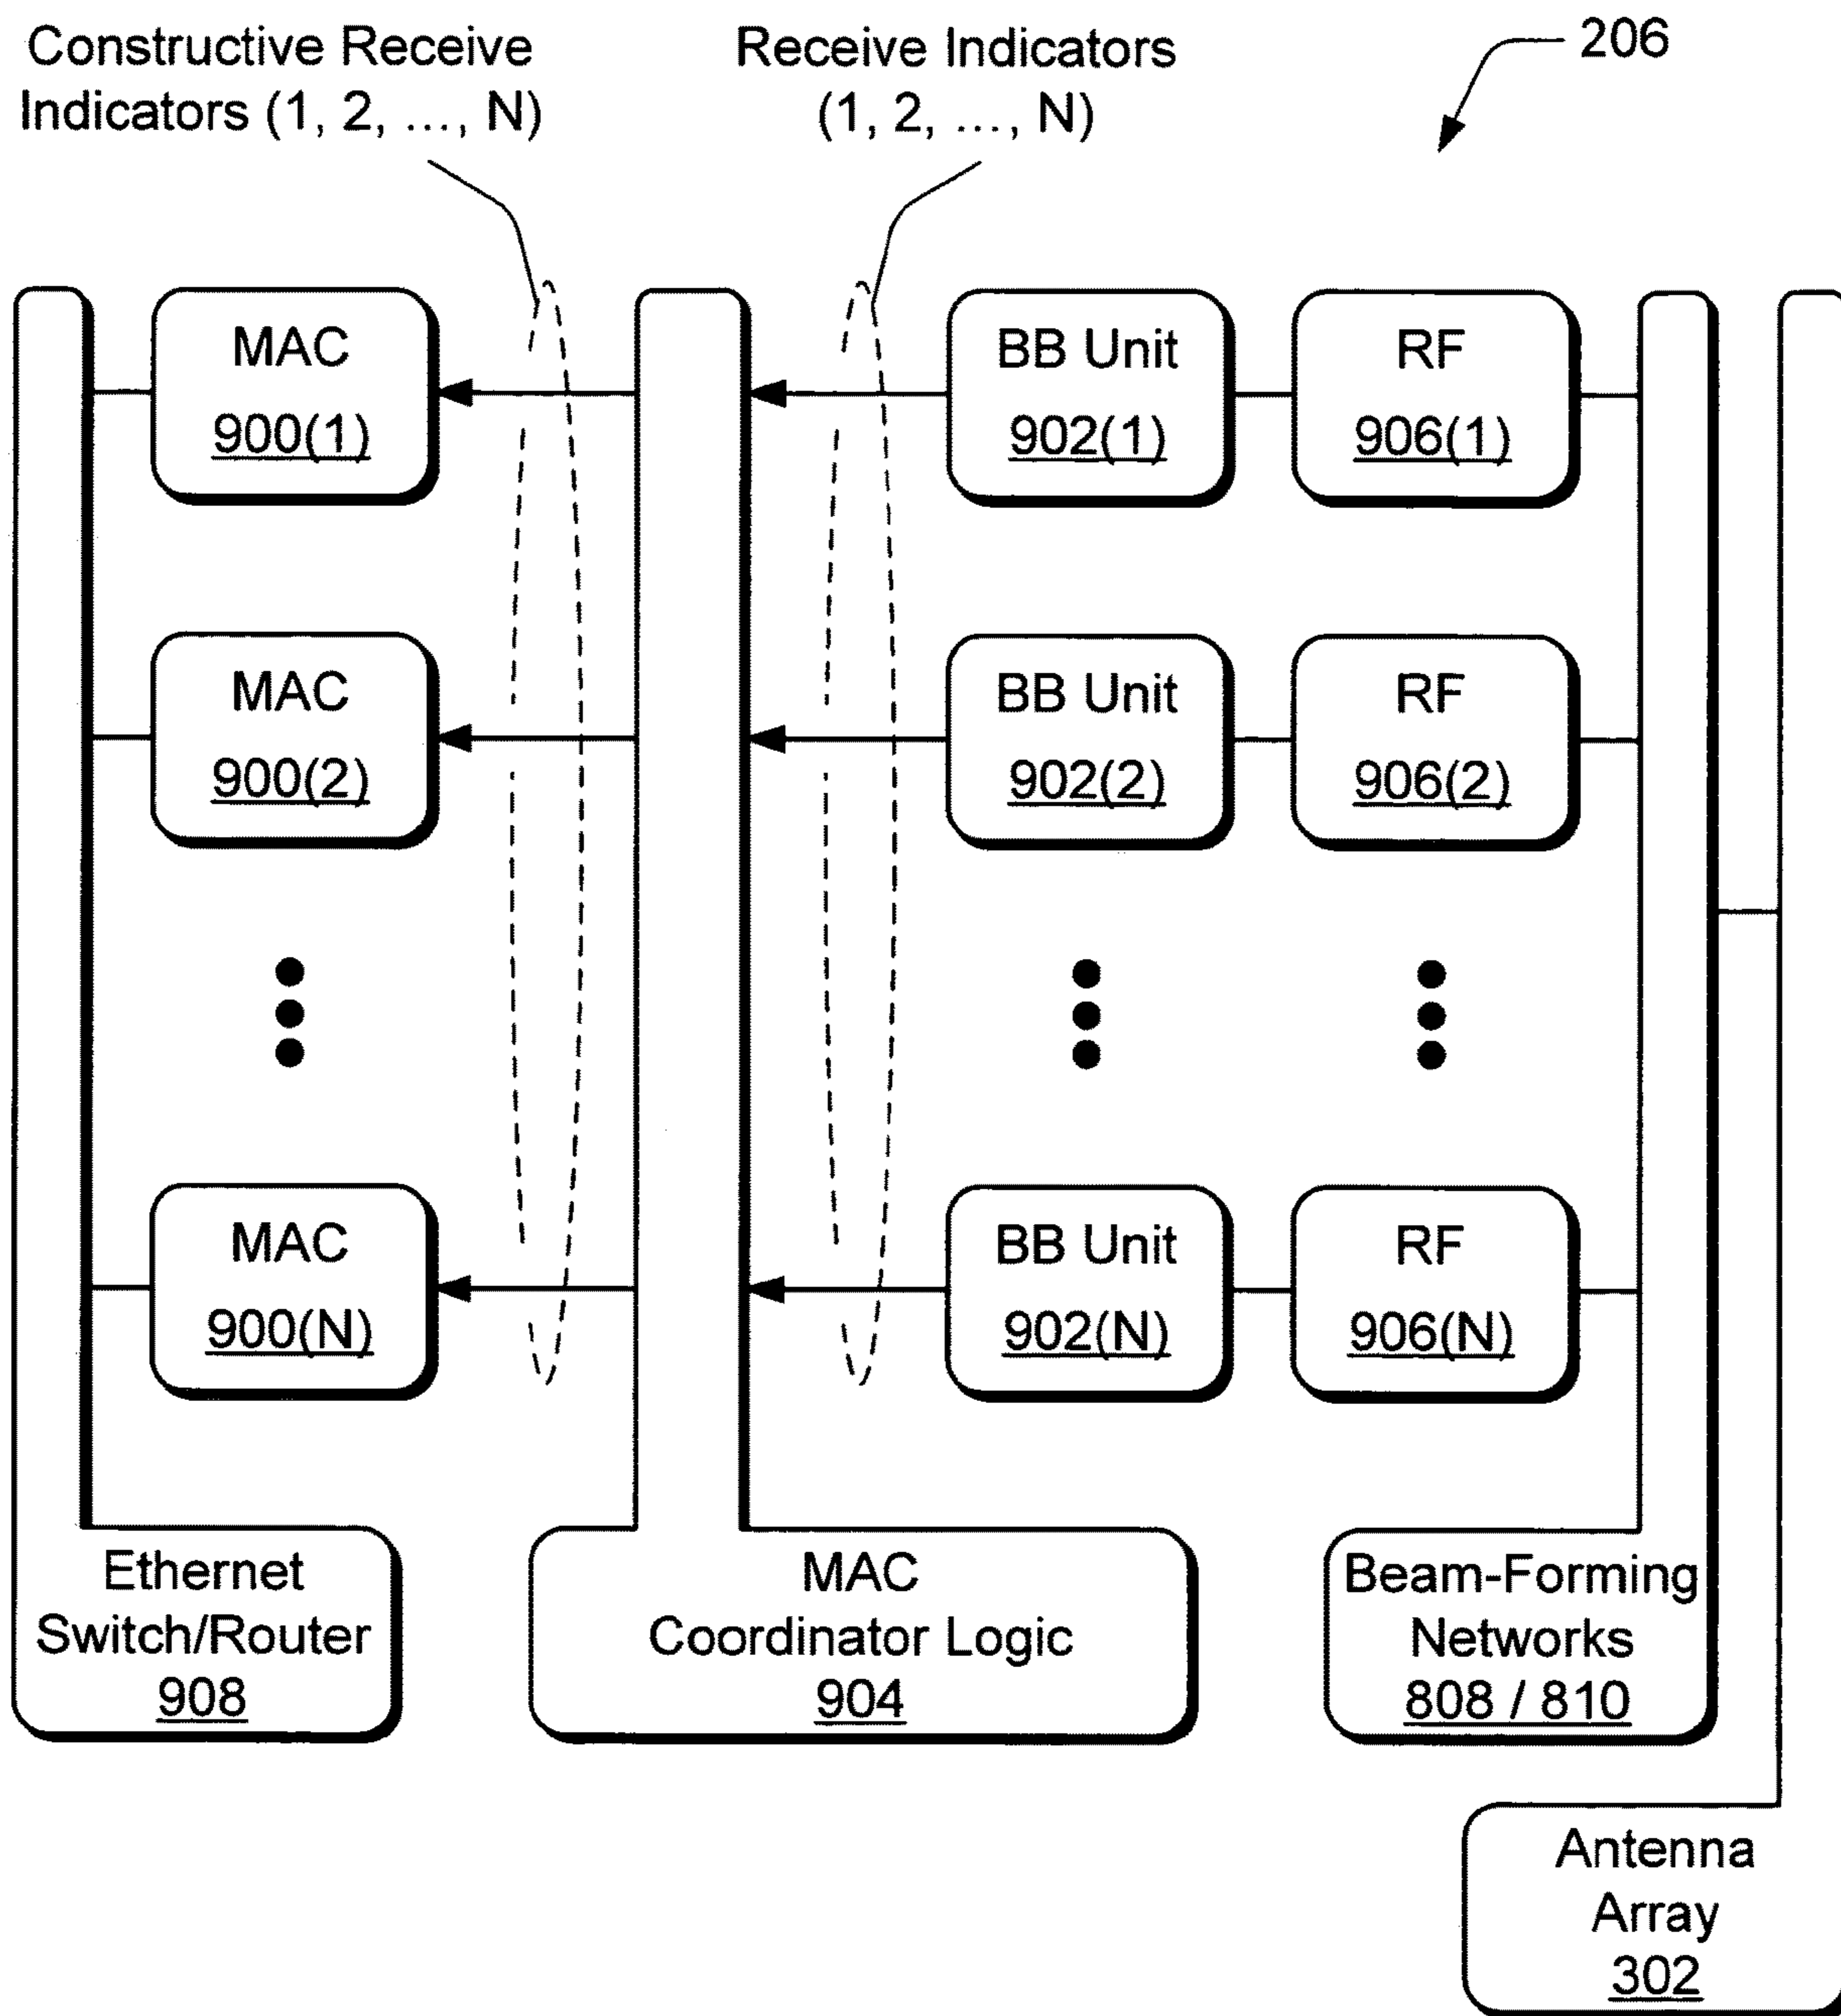 Constructive Receive
Indicators (1, 2, ..., N)
Receive Indicators
(1, 2, ..., N)
206
MAC
900(1)
BB Unit
902(1)
RF
906(1)
MAC
900(2)
BB Unit
902(2)
RF
906(2)
MAC
900(N)
BB Unit
902(N)
RF
906(N)
Ethernet
Switch/Router
908
MAC
Coordinator Logic
904
Beam-Forming
Networks
808 / 810
Antenna
Array
302